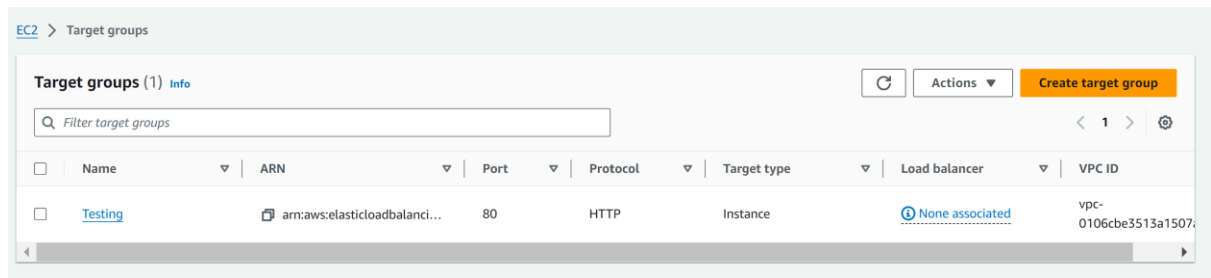 EC2 > Target groups
Target groups (1) Info
Actions
Create target group
Filter target groups
1
Name ARN Port Protocol Target type Load balancer VPC ID
Testing arn:aws:elasticloadbalanci... 80 HTTP Instance None associated vpc-
0106cbe3513a1507